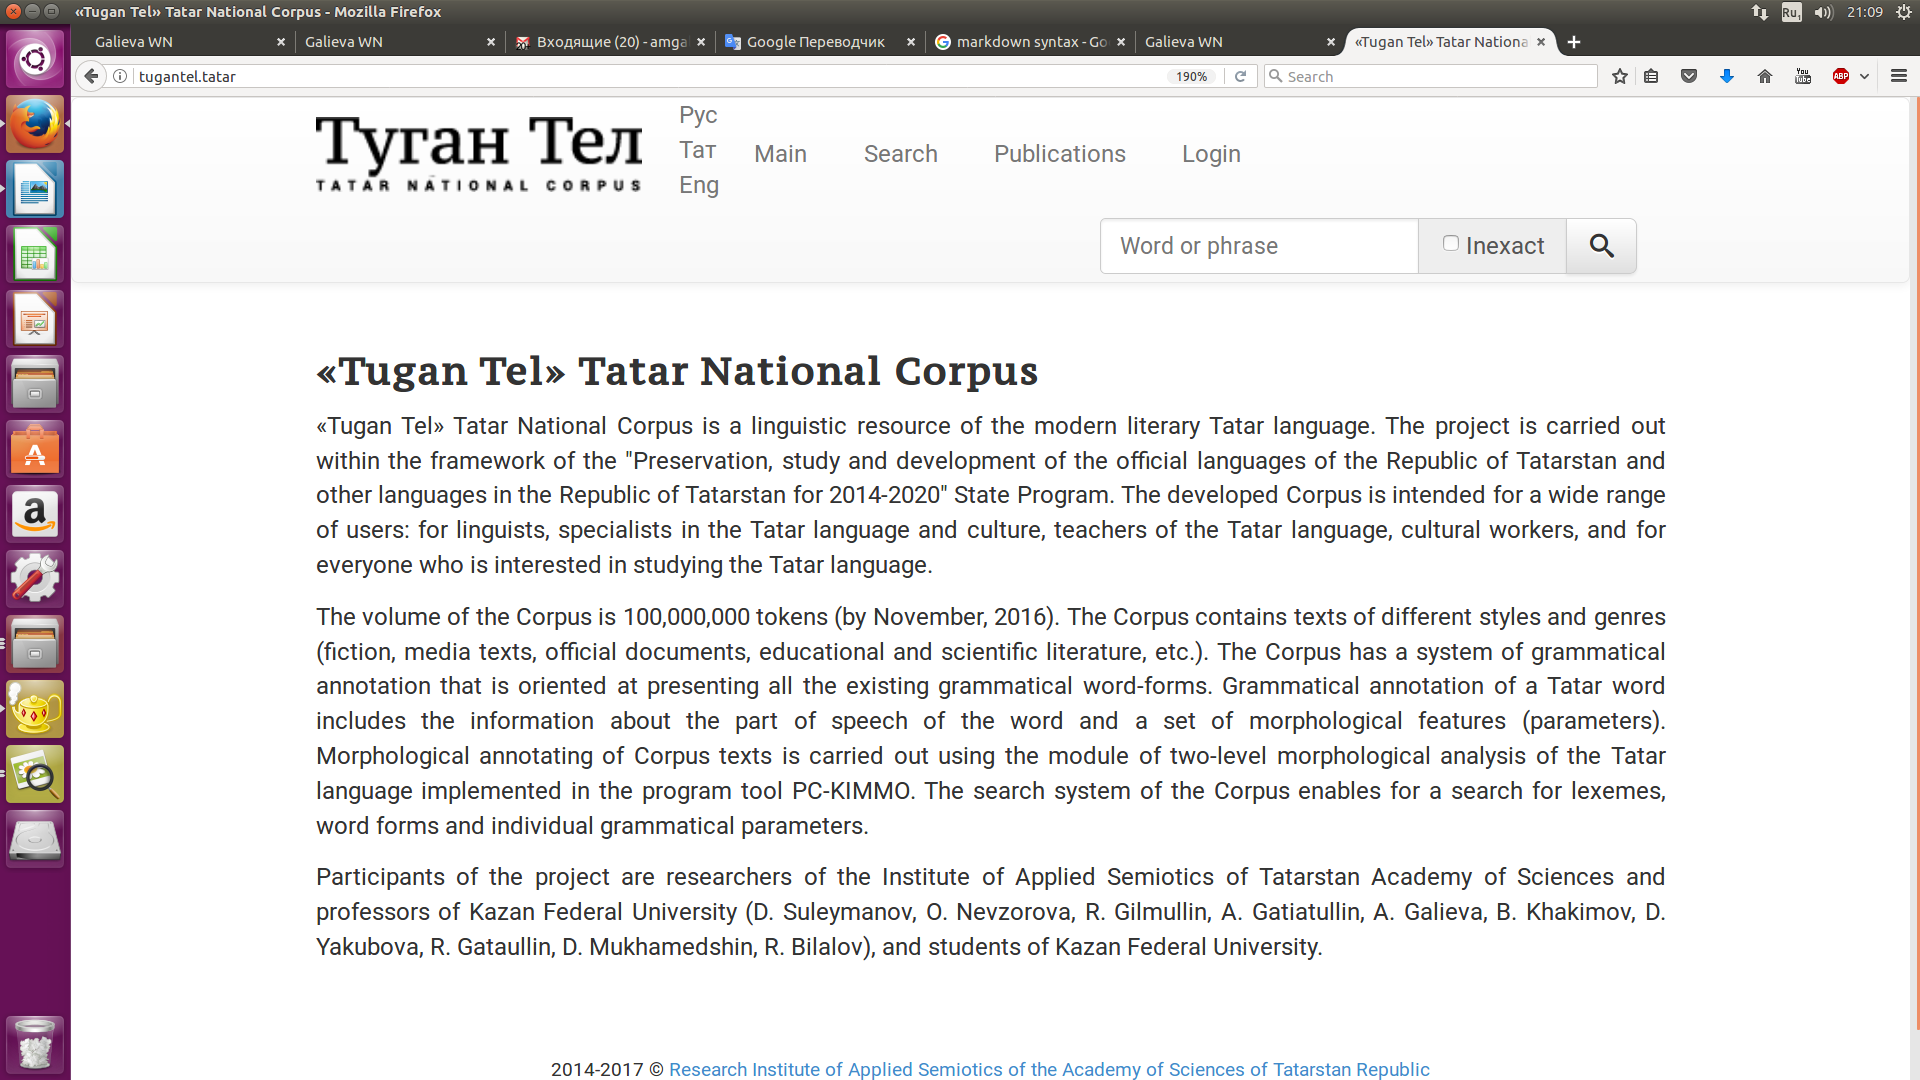 «Tugan Tel» Tatar National Corpus - Mozilla Firefox
Ru1 21:09
Galieva WN
Galieva WN
Входящие (20) - amga
Google Переводчик
markdown syntax - Go
Galieva WN
«Tugan Tel» Tatar Nationa
tugantel.tatar
190%
Search
You Tube
ABP
Туган Тел
TATAR NATIONAL CORPUS
Рус
Тат
Eng
Main
Search
Publications
Login
Word or phrase
Inexact
«Tugan Tel» Tatar National Corpus
«Tugan Tel» Tatar National Corpus is a linguistic resource of the modern literary Tatar language. The project is carried out
within the framework of the "Preservation, study and development of the official languages of the Republic of Tatarstan and
other languages in the Republic of Tatarstan for 2014-2020" State Program. The developed Corpus is intended for a wide range
of users: for linguists, specialists in the Tatar language and culture, teachers of the Tatar language, cultural workers, and for
everyone who is interested in studying the Tatar language.
The volume of the Corpus is 100,000,000 tokens (by November, 2016). The Corpus contains texts of different styles and genres
(fiction, media texts, official documents, educational and scientific literature, etc.). The Corpus has a system of grammatical
annotation that is oriented at presenting all the existing grammatical word-forms. Grammatical annotation of a Tatar word
includes the information about the part of speech of the word and a set of morphological features (parameters).
Morphological annotating of Corpus texts is carried out using the module of two-level morphological analysis of the Tatar
language implemented in the program tool PC-KIMMO. The search system of the Corpus enables for a search for lexemes,
word forms and individual grammatical parameters.
Participants of the project are researchers of the Institute of Applied Semiotics of Tatarstan Academy of Sciences and
professors of Kazan Federal University (D. Suleymanov, O. Nevzorova, R. Gilmullin, A. Gatiatullin, A. Galieva, B. Khakimov, D.
Yakubova, R. Gataullin, D. Mukhamedshin, R. Bilalov), and students of Kazan Federal University.
2014-2017 © Research Institute of Applied Semiotics of the Academy of Sciences of Tatarstan Republic